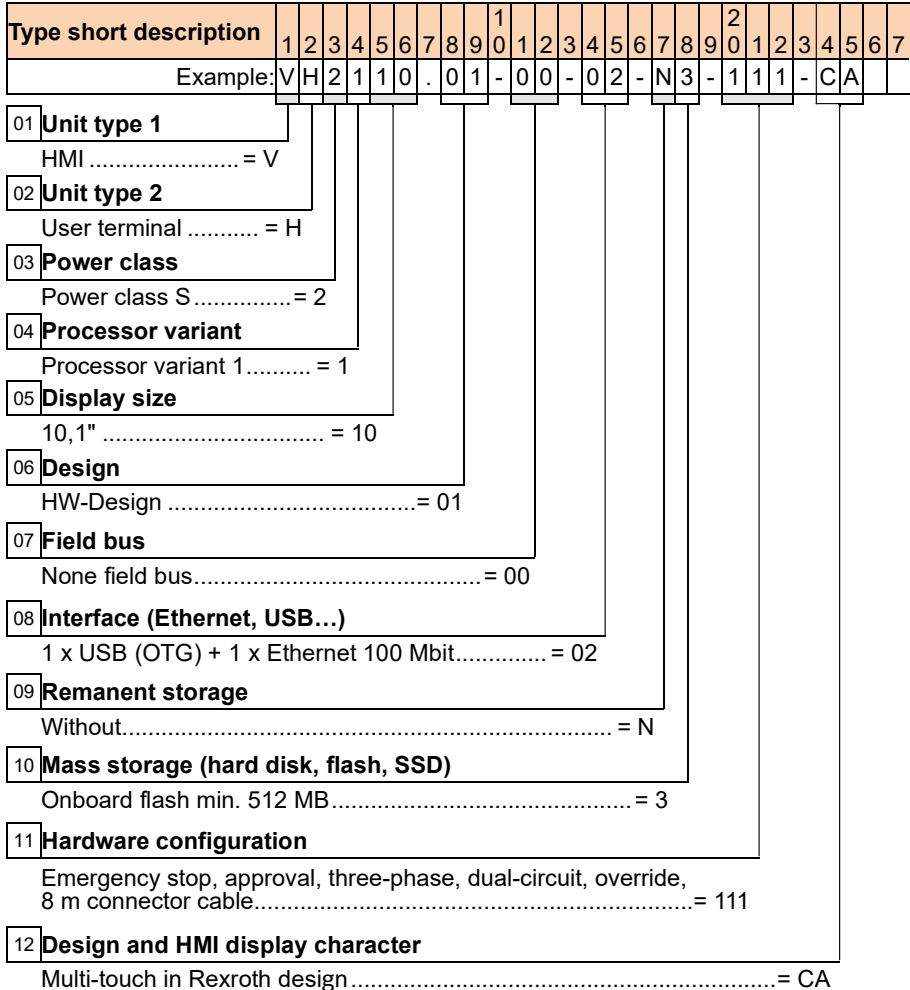 Type short description 1 2 3 4 5 6 7 8 9 1 0 1 2 3 4 5 6 7 8 9 2 0 1 2 3 4 5 6 7
Example: V H 2 1 1 0 . 0 1 - 0 0 - 0 2 - N 3 - 1 1 1 - C A
01 Unit type 1
HMI ....................... = V
02 Unit type 2
User terminal ........... = H
03 Power class
Power class S...............= 2
04 Processor variant
Processor variant 1.......... = 1
05 Display size
10,1" .................................. = 10
06 Design
HW-Design ......................................= 01
07 Field bus
None field bus............................................= 00
08 Interface (Ethernet, USB…)
1 x USB (OTG) + 1 x Ethernet 100 Mbit.............. = 02
09 Remanent storage
Without............................................................................ = N
10 Mass storage (hard disk, flash, SSD)
Onboard flash min. 512 MB..............................................= 3
11 Hardware configuration
Emergency stop, approval, three-phase, dual-circuit, override,
8 m connector cable....................................................................= 111
12 Design and HMI display character
Multi-touch in Rexroth design..................................................................= CA